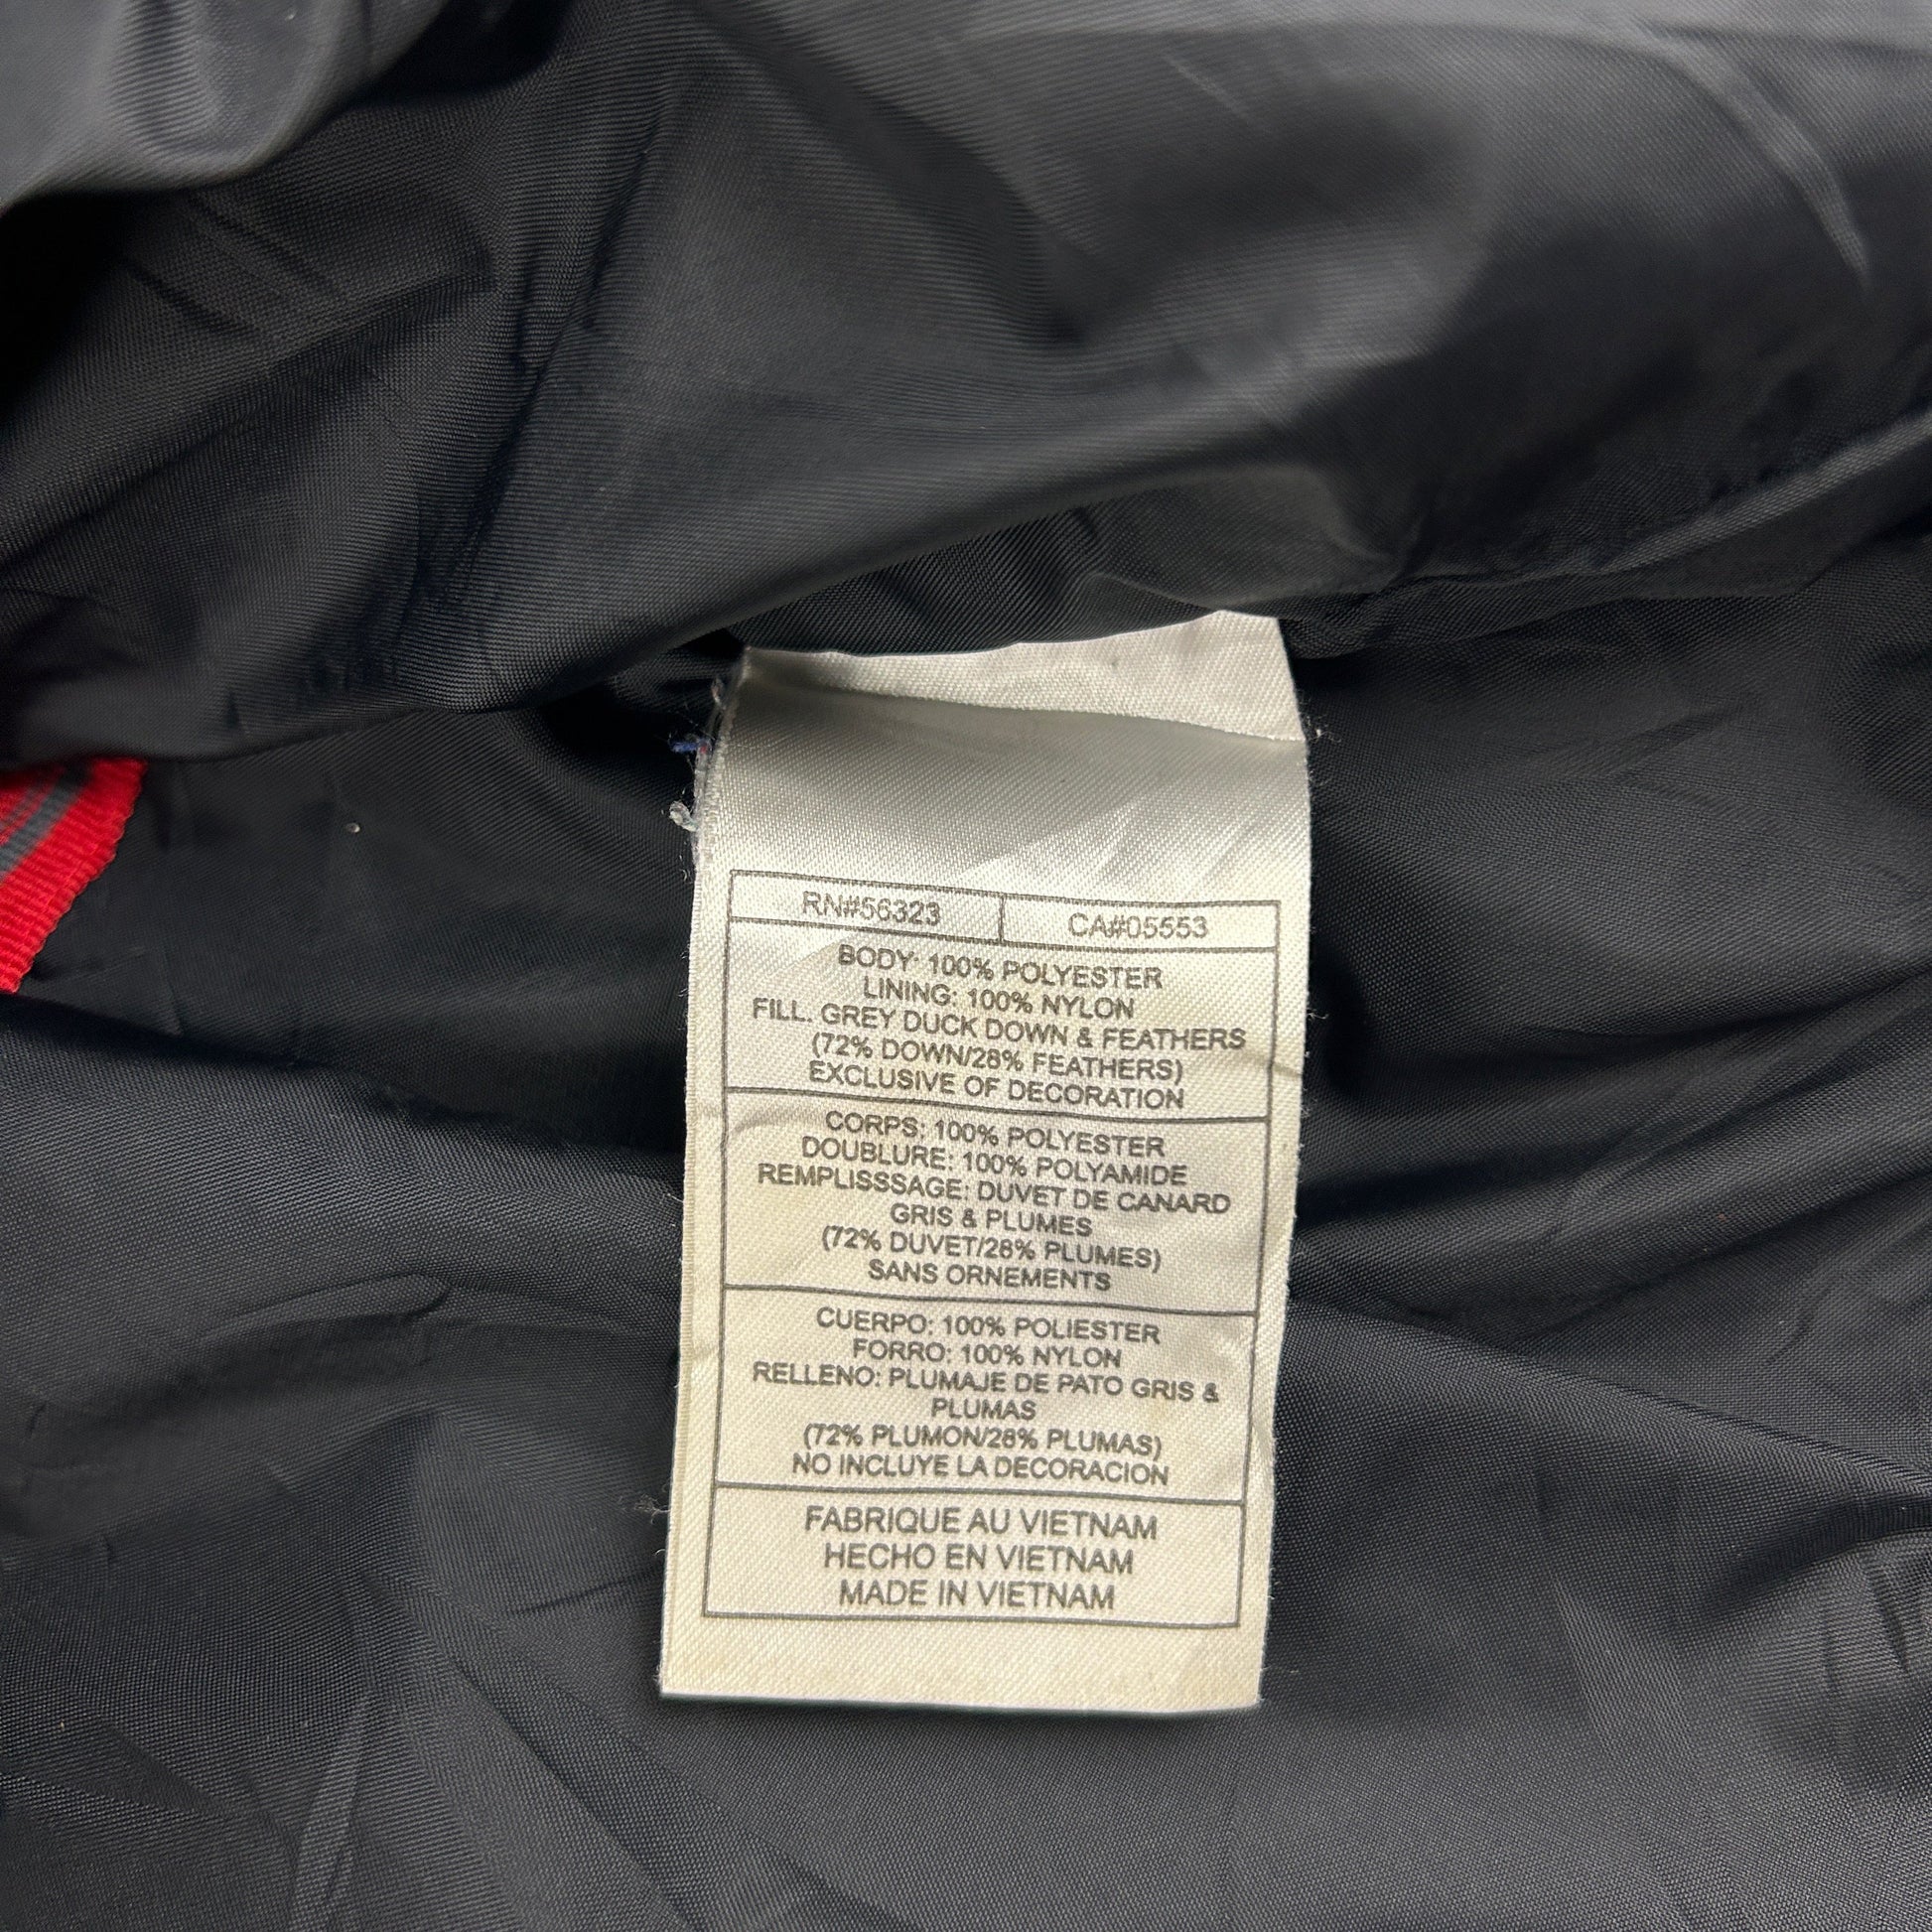 RN#56323 CA#05553
BODY: 100% POLYESTER
LINING: 100% NYLON
FILL. GREY DUCK DOWN & FEATHERS
(72% DOWN/28% FEATHERS)
EXCLUSIVE OF DECORATION
CORPS: 100% POLYESTER
DOUBLURE: 100% POLYAMIDE
REMPLISSSAGE: DUVET DE CANARD
GRIS & PLUMES
(72% DUVET/28% PLUMES)
SANS ORNEMENTS
CUERPO: 100% POLIESTER
FORRO: 100% NYLON
RELLENO: PLUMAJE DE PATO GRIS &
PLUMAS
(72% PLUMON/28% PLUMAS)
NO INCLUYE LA DECORACION
FABRIQUE AU VIETNAM
HECHO EN VIETNAM
MADE IN VIETNAM